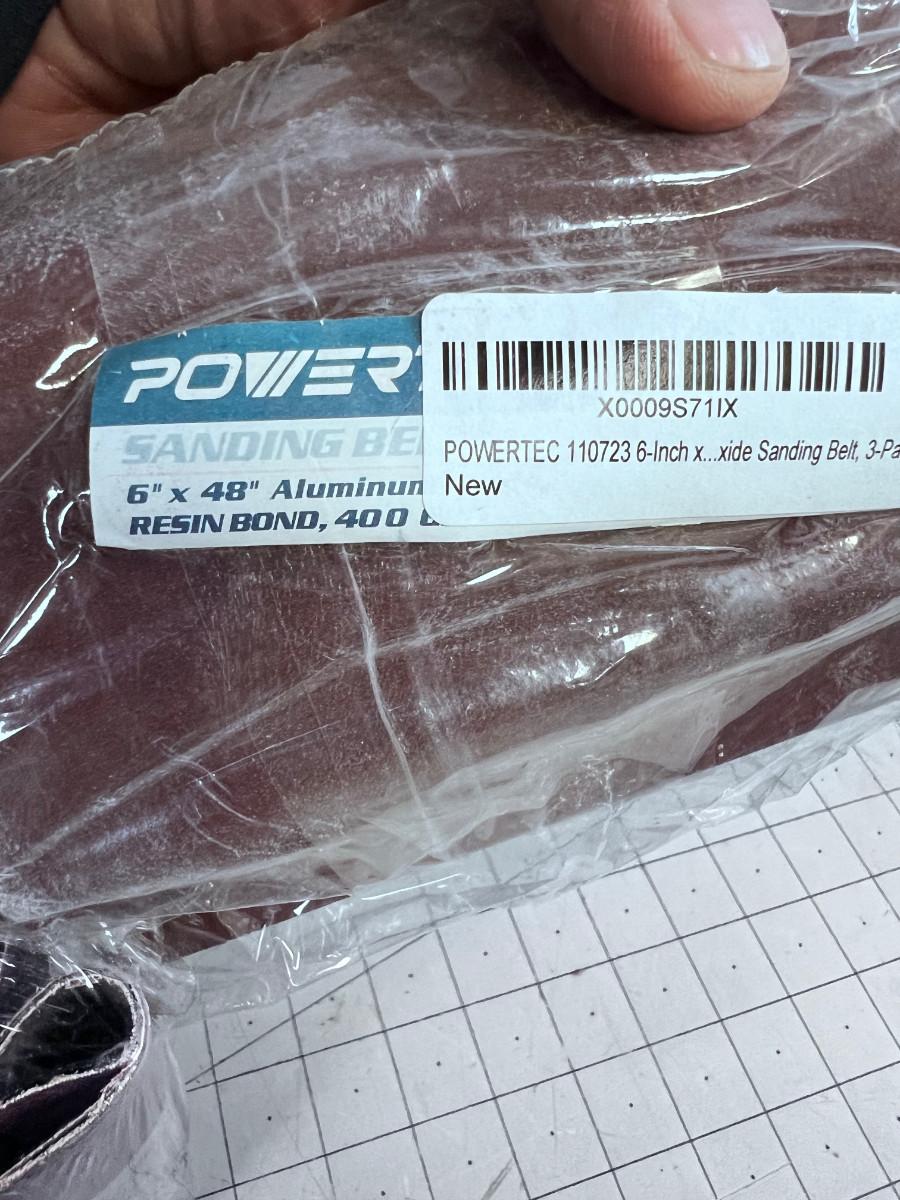 POWERT
SANDING BE
6" x 48" Aluminum
RESIN BOND, 400 G
X0009S71IX
POWERTEC 110723 6-Inch x...xide Sanding Belt, 3-Pa
New